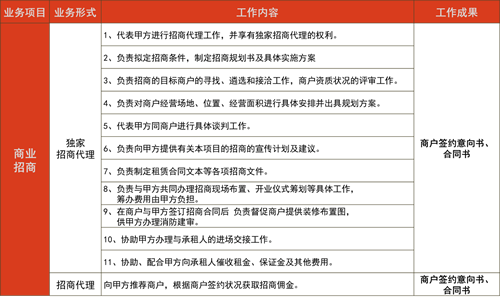 业务项目 业务形式 工作内容 工作成果
商业
招商
独家
招商代理
1、代表甲方进行招商代理工作，并享有独家招商代理的权利。
2、负责拟定招商条件，制定招商规划书及具体实施方案
3、负责招商的目标商户的寻找、遴选和接洽工作，商户资质状况的评审工作。
4、负责对商户经营场地、位置、经营面积进行具体安排并出具规划方案。
5、代表甲方同商户进行具体谈判工作。
6、负责向甲方提供有关本项目的招商的宣传计划及建议。
7、负责制定租赁合同文本等各项招商文件。
8、负责与甲方共同办理招商现场布置、开业仪式筹划等具体工作，
筹办费用由甲方负担。
9、在商户与甲方签订招商合同后 负责督促商户提供装修布置图，
供甲方办理消防建审。
10、协助甲方办理与承租人的进场交接工作。
11、协助、配合甲方向承租人催收租金、保证金及其他费用。
商户签约意向书、
合同书
招商代理
向甲方推荐商户，根据商户签约状况获取招商佣金。
商户签约意向书、
合同书